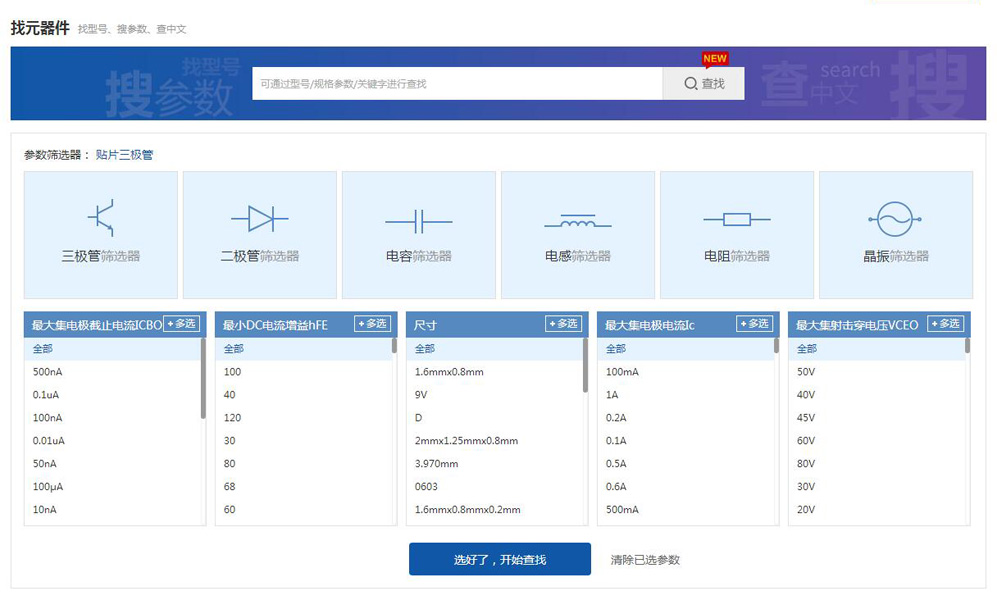 找元器件 找型号、搜参数、查中文
NEW
找型号
搜参数
可通过型号/规格参数/关键字进行查找
查找
查
search
中文
搜
参数筛选器： 贴片三极管
三极管筛选器 二极管筛选器 电容筛选器 电感筛选器 电阻筛选器 晶振筛选器
最大集电极截止电流ICBO +多选 最小DC电流增益hFE +多选 尺寸 +多选 最大集电极电流Ic +多选 最大集射击穿电压VCEO +多选
全部 全部 全部 全部 全部
500nA 100 1.6mmx0.8mm 100mA 50V
0.1uA 40 9V 1A 40V
100nA 120 D 0.2A 45V
0.01uA 30 2mmx1.25mmx0.8mm 0.1A 60V
50nA 80 3.970mm 0.5A 80V
100μA 68 0603 0.6A 30V
10nA 60 1.6mmx0.8mmx0.2mm 500mA 20V
选好了，开始查找 清除已选参数